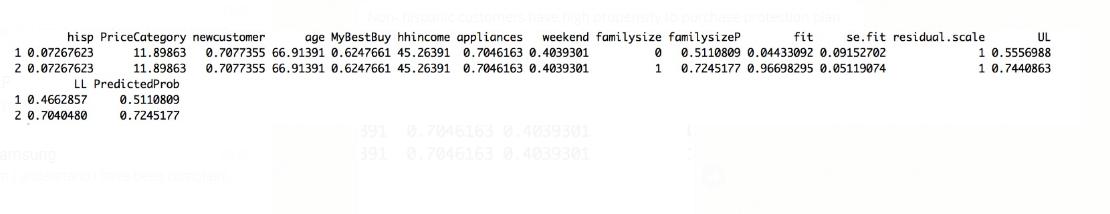 Non- hispanic customers have high propensity to purchase protection plan
hisp PriceCategory newcustomer age MyBestBuy hhincome appliances weekend familysize familysizeP fit se.fit residual.scale UL
1 0.07267623 11.89863 0.7077355 66.91391 0.6247661 45.26391 0.7046163 0.4039301 0 0.5110809 0.04433092 0.09152702 1 0.5556988
2 0.07267623 11.89863 0.7077355 66.91391 0.6247661 45.26391 0.7046163 0.4039301 1 0.7245177 0.96698295 0.05119074 1 0.7440863
LL PredictedProb
1 0.4662857 0.5110809
2 0.7040480 0.7245177
391 0.7046163 0.4039301
391 0.7046163 0.4039301
amsung